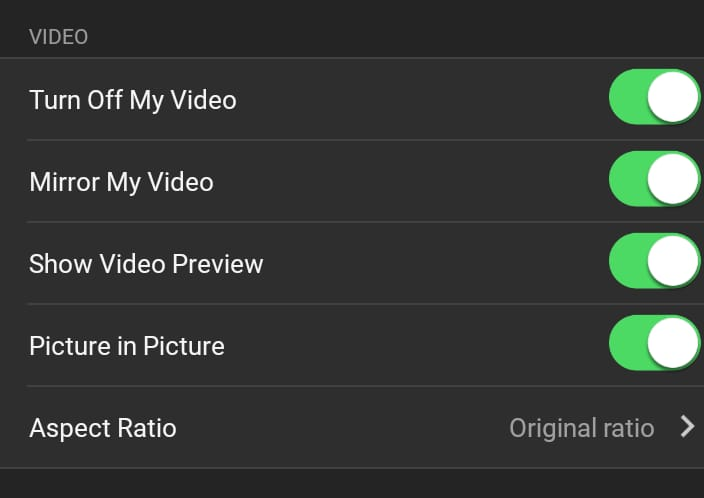 VIDEO
Turn Off My Video
Mirror My Video
Show Video Preview
Picture in Picture
Aspect Ratio Original ratio